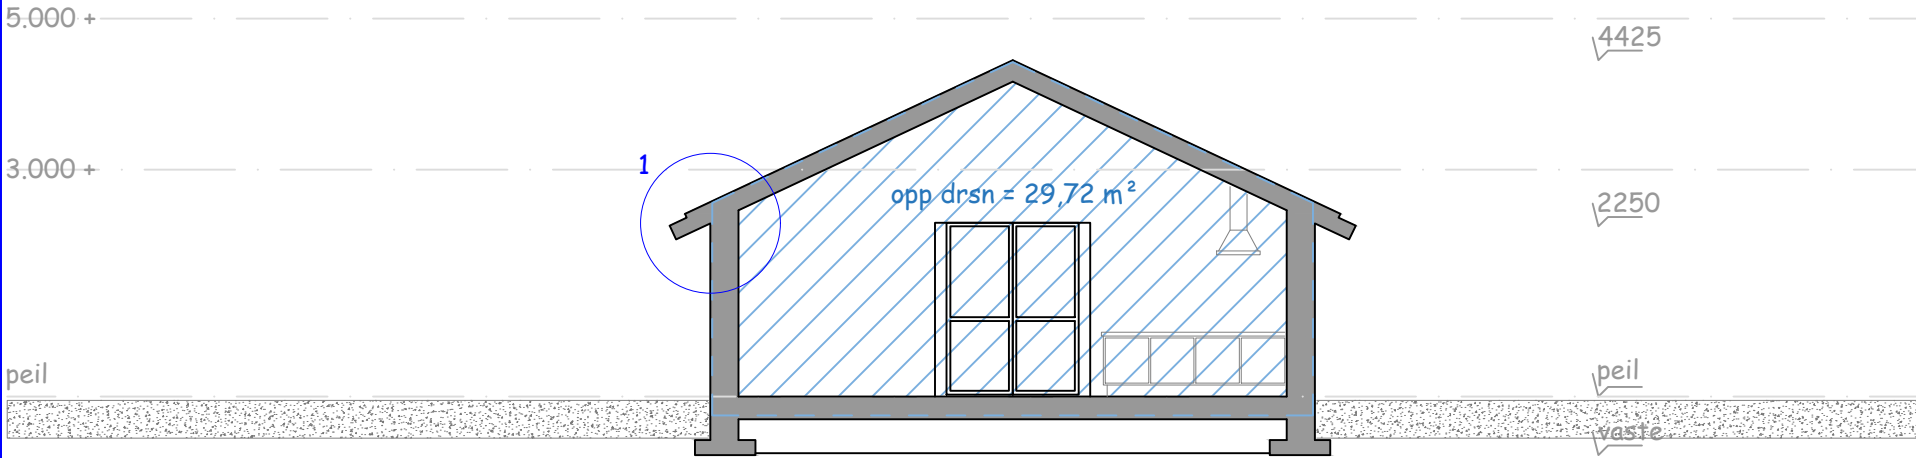 5.000 +
4425
3.000 +
1
opp drsn = 29,72 m²
2250
peil
peil
vaste